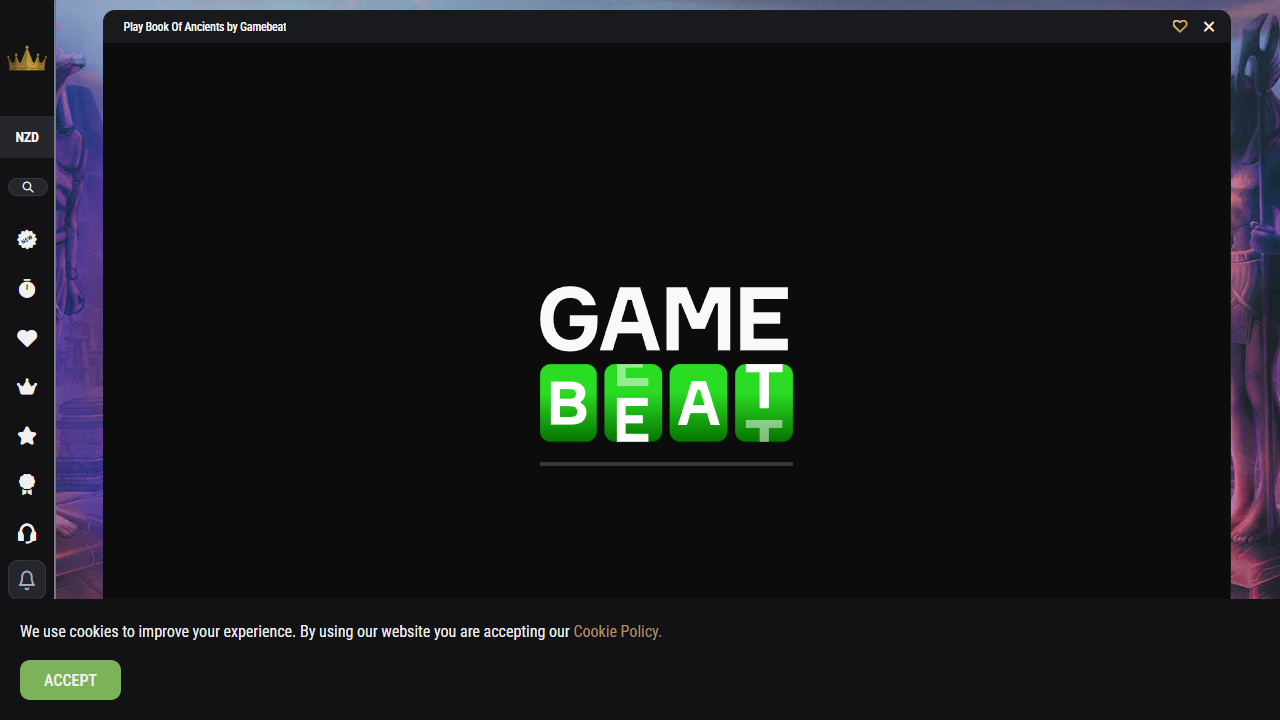 Play Book Of Ancients by Gamebeat
NZD
NEW
GAME
BEAT
We use cookies to improve your experience. By using our website you are accepting our Cookie Policy.
ACCEPT